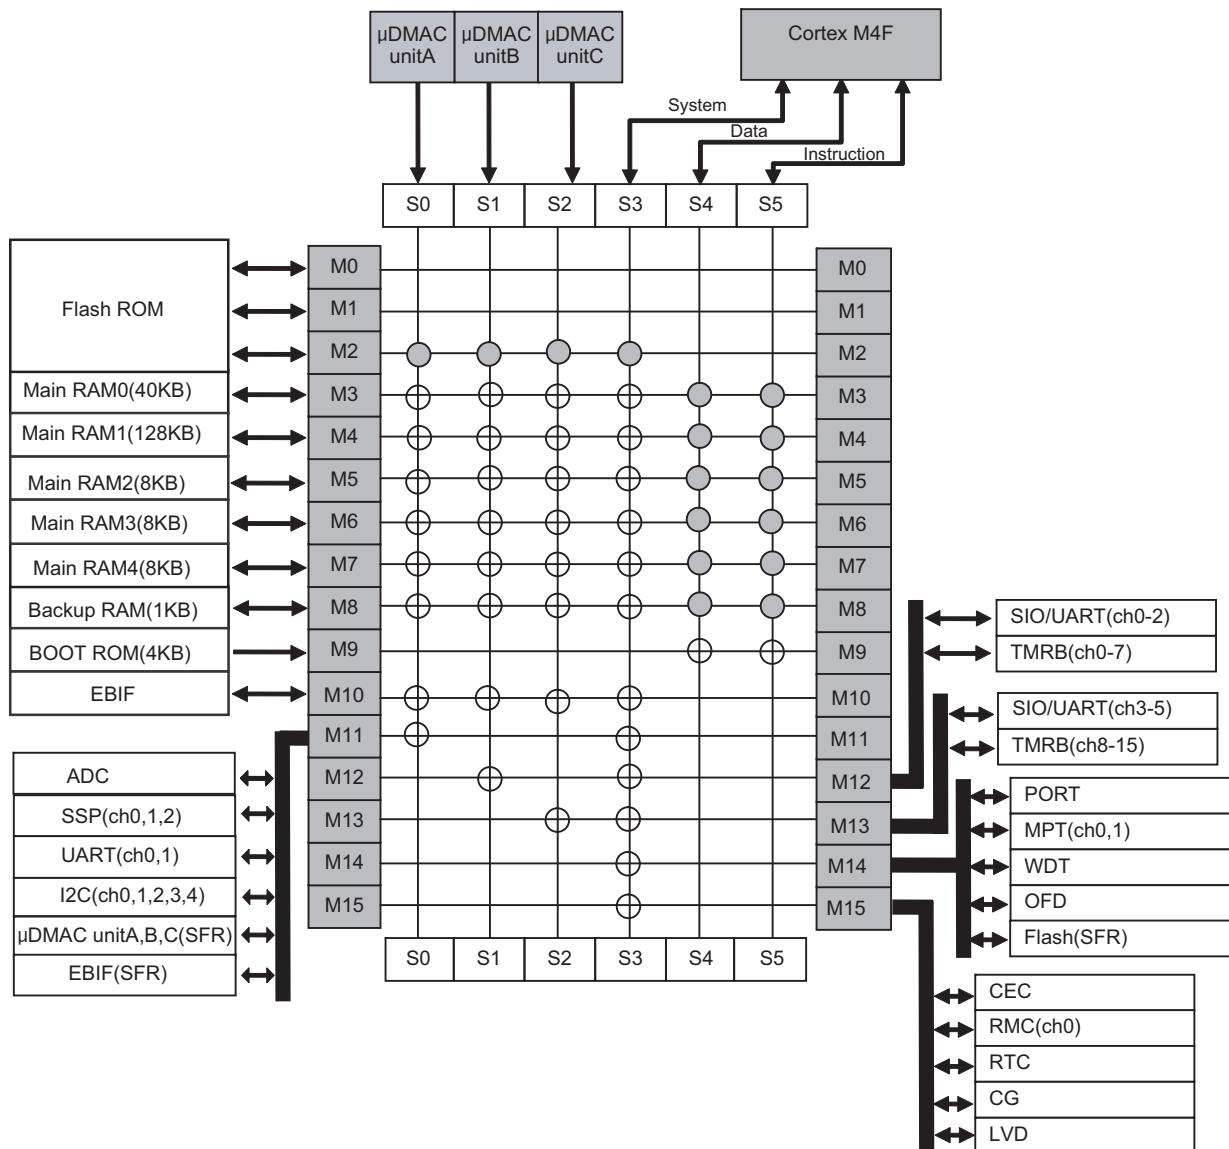 µDMAC
unitA
µDMAC
unitB
µDMAC
unitC
Cortex M4F
System
Data
Instruction
S0 S1 S2 S3 S4 S5
Flash ROM
Main RAM0(40KB)
Main RAM1(128KB)
Main RAM2(8KB)
Main RAM3(8KB)
Main RAM4(8KB)
Backup RAM(1KB)
BOOT ROM(4KB)
EBIF
M0
M1
M2
M3
M4
M5
M6
M7
M8
M9
M10
M11
M12
M13
M14
M15
M0
M1
M2
M3
M4
M5
M6
M7
M8
M9
M10
M11
M12
M13
M14
M15
ADC
SSP(ch0,1,2)
UART(ch0,1)
I2C(ch0,1,2,3,4)
µDMAC unitA,B,C(SFR)
EBIF(SFR)
S0 S1 S2 S3 S4 S5
SIO/UART(ch0-2)
TMRB(ch0-7)
SIO/UART(ch3-5)
TMRB(ch8-15)
PORT
MPT(ch0,1)
WDT
OFD
Flash(SFR)
CEC
RMC(ch0)
RTC
CG
LVD